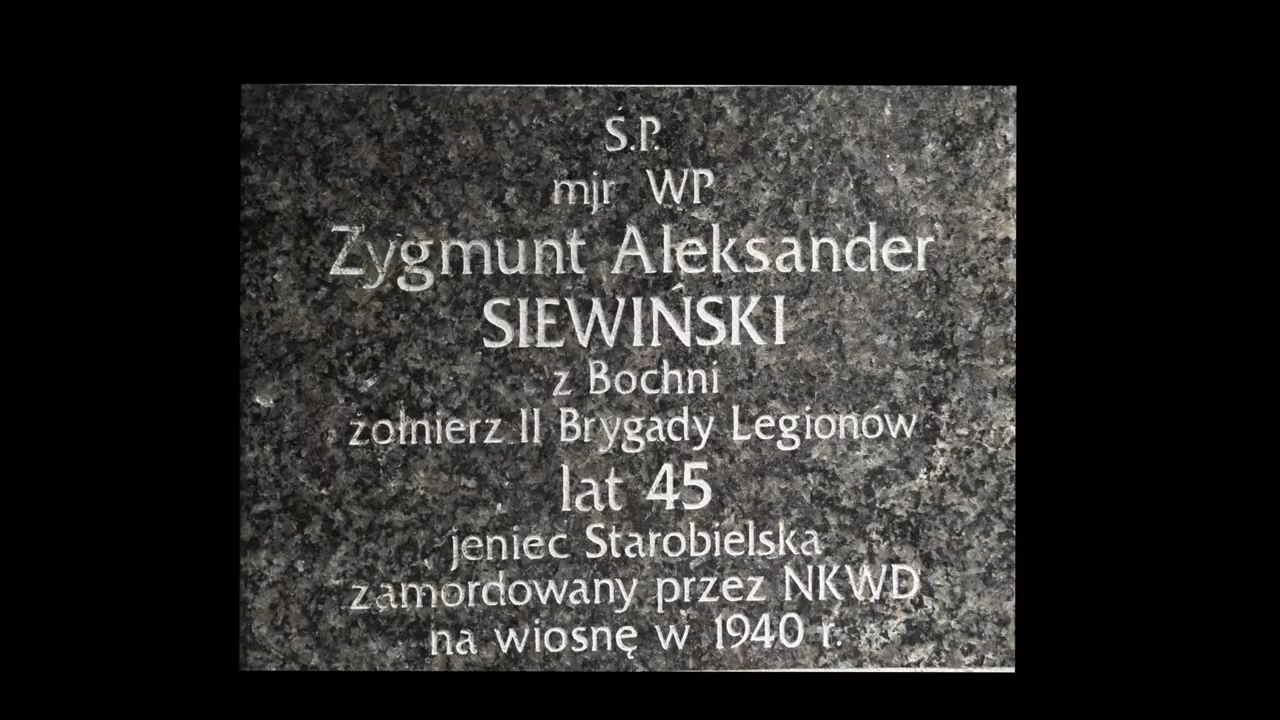 Ś.P.
mjr WP
Zygmunt Aleksander
SIEWIŃSKI
z Bochni
żołnierz II Brygady Legionów
lat 45
jeniec Starobielska
zamordowany przez NKWD
na wiosnę w 1940 r.